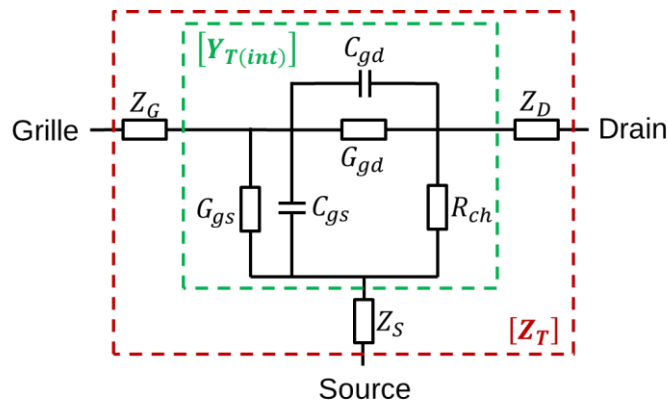 [Y_T(int)]
C_gd
Z_G
Z_D
Grille
Drain
G_gd
G_gs
C_gs
R_ch
Z_S
[Z_T]
Source